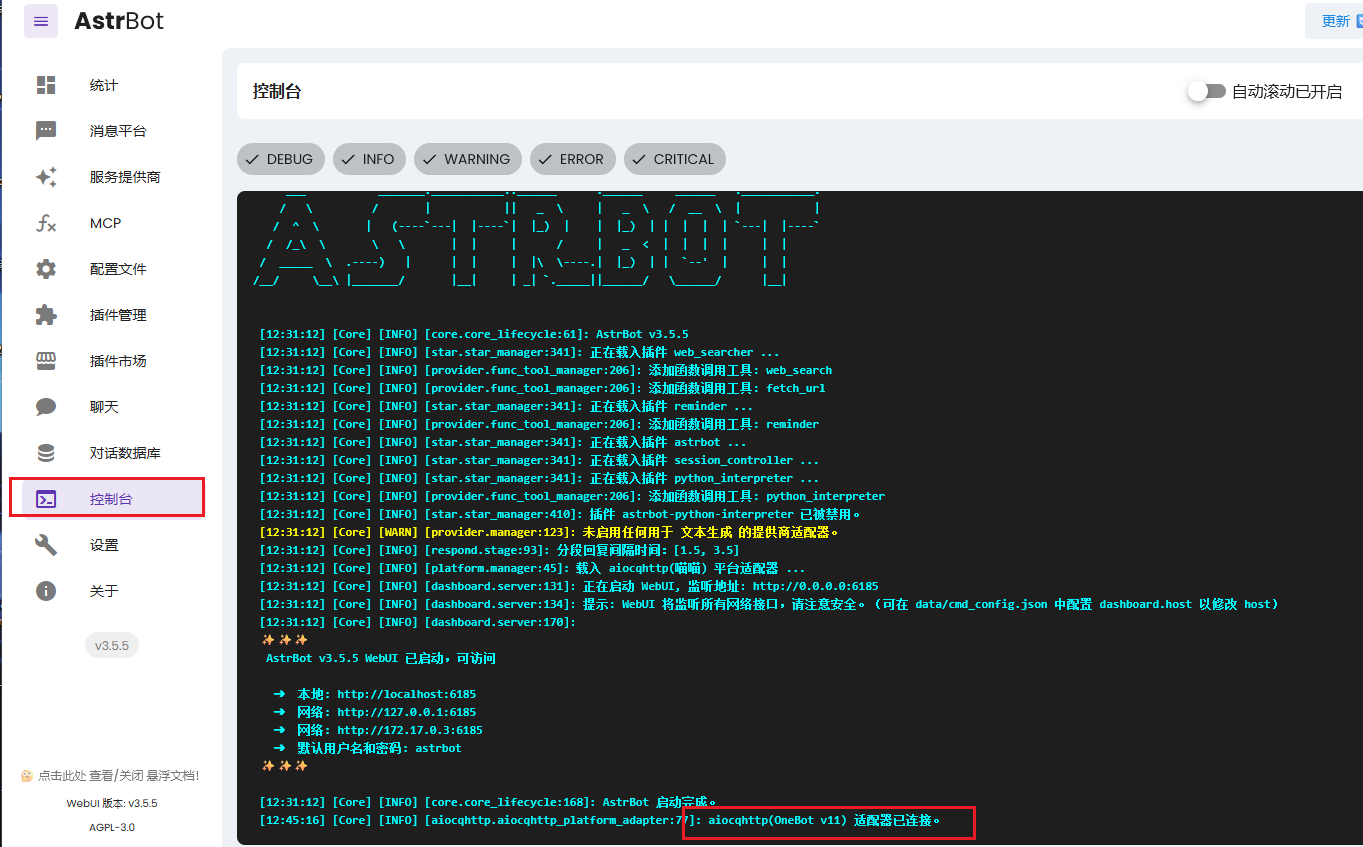 AstrBot
更新
统计
消息平台
服务提供商
MCP
配置文件
插件管理
插件市场
聊天
对话数据库
控制台
设置
关于
v3.5.5
点击此处 查看/关闭 悬浮文档!
WebUI 版本: v3.5.5
AGPL-3.0
控制台
自动滚动已开启
DEBUG INFO WARNING ERROR CRITICAL
[12:31:12] [Core] [INFO] [core.core_lifecycle:61]: AstrBot v3.5.5
[12:31:12] [Core] [INFO] [star.star_manager:341]: 正在载入插件 web_searcher ...
[12:31:12] [Core] [INFO] [provider.func_tool_manager:206]: 添加函数调用工具: web_search
[12:31:12] [Core] [INFO] [provider.func_tool_manager:206]: 添加函数调用工具: fetch_url
[12:31:12] [Core] [INFO] [star.star_manager:341]: 正在载入插件 reminder ...
[12:31:12] [Core] [INFO] [provider.func_tool_manager:206]: 添加函数调用工具: reminder
[12:31:12] [Core] [INFO] [star.star_manager:341]: 正在载入插件 astrbot ...
[12:31:12] [Core] [INFO] [star.star_manager:341]: 正在载入插件 session_controller ...
[12:31:12] [Core] [INFO] [star.star_manager:341]: 正在载入插件 python_interpreter ...
[12:31:12] [Core] [INFO] [provider.func_tool_manager:206]: 添加函数调用工具: python_interpreter
[12:31:12] [Core] [INFO] [star.star_manager:410]: 插件 astrbot-python-interpreter 已被禁用。
[12:31:12] [Core] [WARN] [provider.manager:123]: 未启用任何用于 文本生成 的提供商适配器。
[12:31:12] [Core] [INFO] [respond.stage:93]: 分段回复间隔时间: [1.5, 3.5]
[12:31:12] [Core] [INFO] [platform.manager:45]: 载入 aiocqhttp(喵喵) 平台适配器 ...
[12:31:12] [Core] [INFO] [dashboard.server:131]: 正在启动 WebUI, 监听地址: http://0.0.0.0:6185
[12:31:12] [Core] [INFO] [dashboard.server:134]: 提示: WebUI 将监听所有网络接口，请注意安全。（可在 data/cmd_config.json 中配置 dashboard.host 以修改 host）
[12:31:12] [Core] [INFO] [dashboard.server:170]:
✨✨✨
AstrBot v3.5.5 WebUI 已启动，可访问
➜ 本地: http://localhost:6185
➜ 网络: http://127.0.0.1:6185
➜ 网络: http://172.17.0.3:6185
➜ 默认用户名和密码: astrbot
✨✨✨
[12:31:12] [Core] [INFO] [core.core_lifecycle:168]: AstrBot 启动完成。
[12:45:16] [Core] [INFO] [aiocqhttp.aiocqhttp_platform_adapter:77]: aiocqhttp(OneBot v11) 适配器已连接。